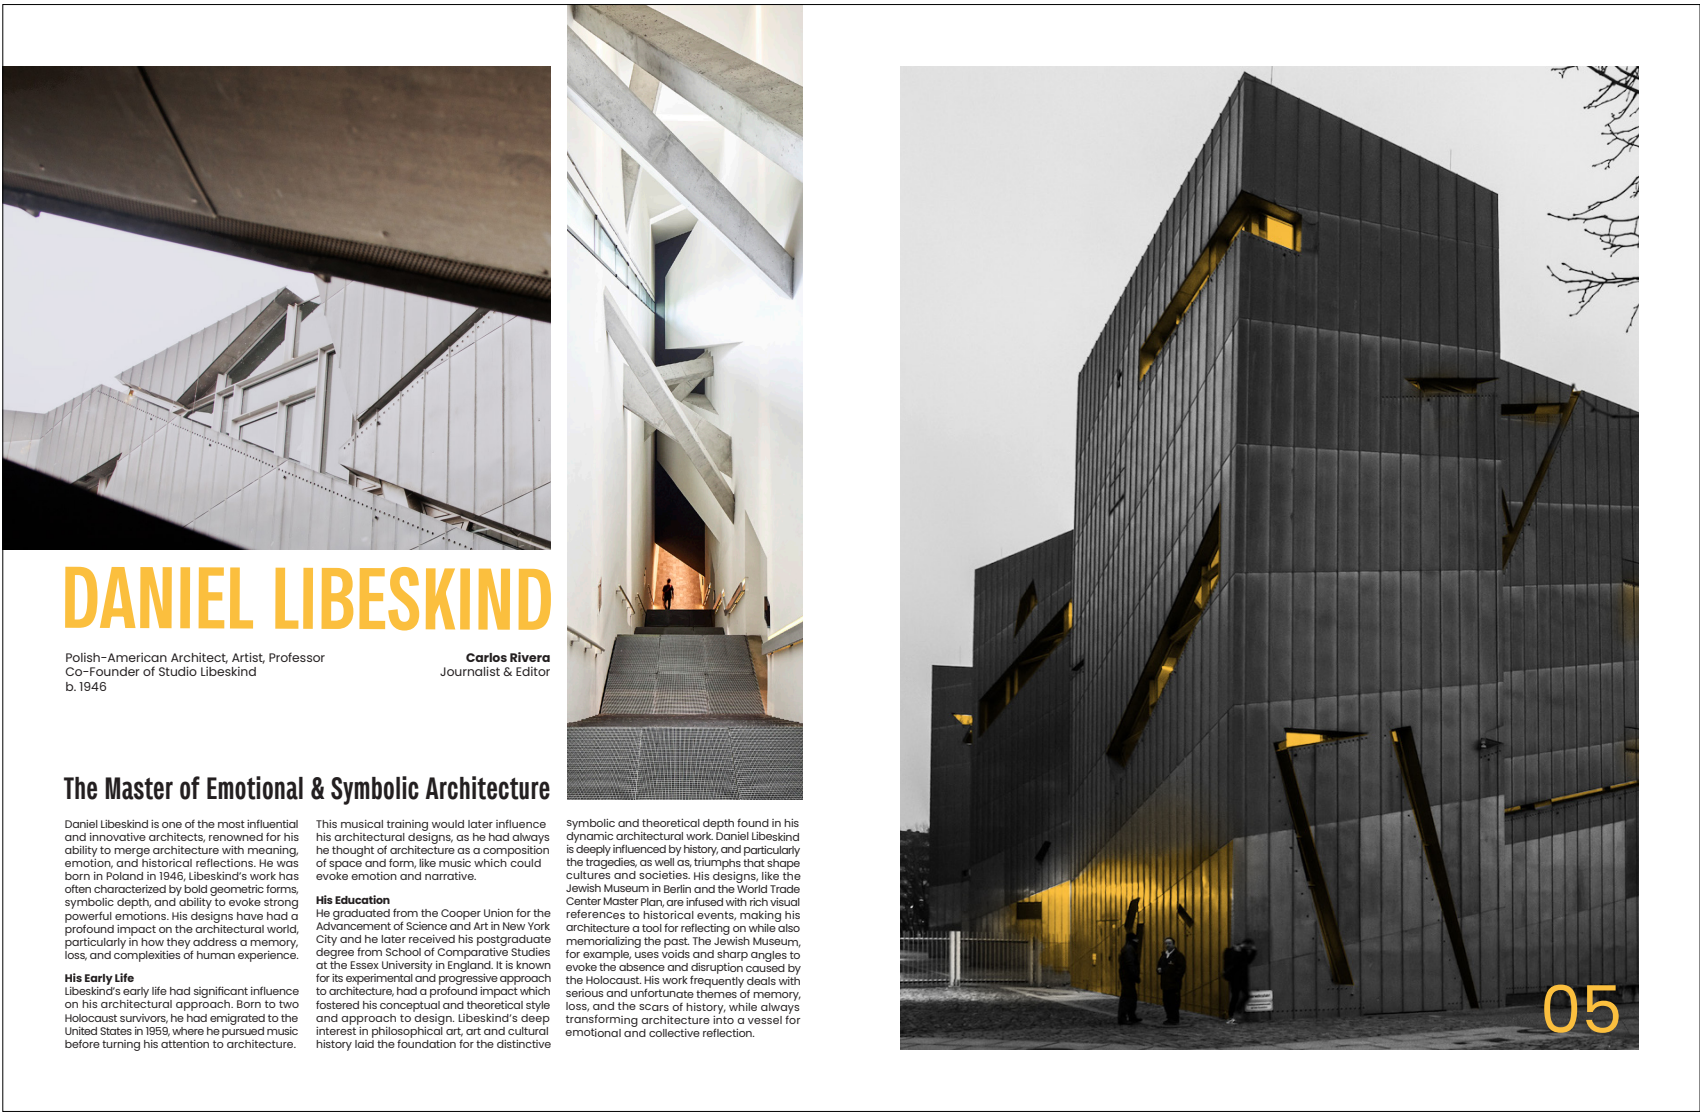 DANIEL LIBESKIND
Polish-American Architect, Artist, Professor
Co-Founder of Studio Libeskind
b. 1946
Carlos Rivera
Journalist & Editor
The Master of Emotional & Symbolic Architecture
Daniel Libeskind is one of the most influential
and innovative architects, renowned for his
ability to merge architecture with meaning,
emotion, and historical reflections. He was
born in Poland in 1946, Libeskind's work has
often characterized by bold geometric forms,
symbolic depth, and ability to evoke strong
powerful emotions. His designs have had a
profound impact on the architectural world,
particularly in how they address a memory,
loss, and complexities of human experience.
His Early Life
Libeskind's early life had significant influence
on his architectural approach. Born to two
Holocaust survivors, he had emigrated to the
United States in 1959, where he pursued music
before turning his attention to architecture.
This musical training would later influence
his architectural designs, as he had always
he thought of architecture as a composition
of space and form, like music which could
evoke emotion and narrative.
His Education
He graduated from the Cooper Union for the
Advancement of Science and Art in New York
City and he later received his postgraduate
degree from School of Comparative Studies
at the Essex University in England. It is known
for its experimental and progressive approach
to architecture, had a profound impact which
fostered his conceptual and theoretical style
and approach to design. Libeskind's deep
interest in philosophical art, art and cultural
history laid the foundation for the distinctive
symbolic and theoretical depth found in his
dynamic architectural work. Daniel Libeskind
is deeply influenced by history, and particularly
the tragedies, as well as, triumphs that shape
cultures and societies. His designs, like the
Jewish Museum in Berlin and the World Trade
Center Master Plan, are infused with rich visual
references to historical events, making his
architecture a tool for reflecting on while also
memorializing the past. The Jewish Museum,
for example, uses voids and sharp angles to
evoke the absence and disruption caused by
the Holocaust. His work frequently deals with
serious and unfortunate themes of memory,
loss, and the scars of history, while always
transforming architecture into a vessel for
emotional and collective reflection.
05